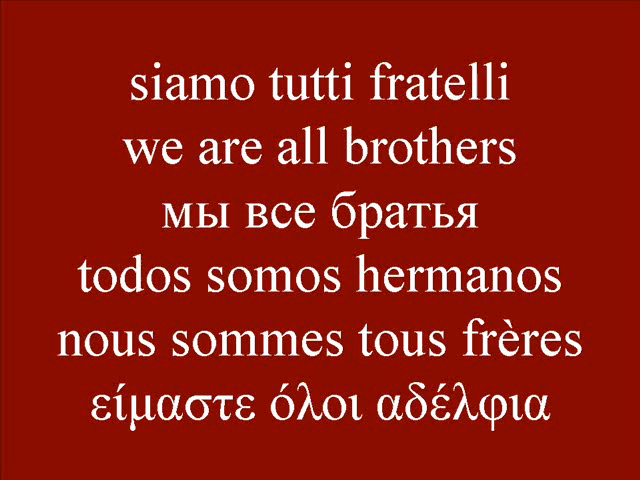 siamo tutti fratelli
we are all brothers
мы все братья
todos somos hermanos
nous sommes tous frères
είμαστε όλοι αδέλφια